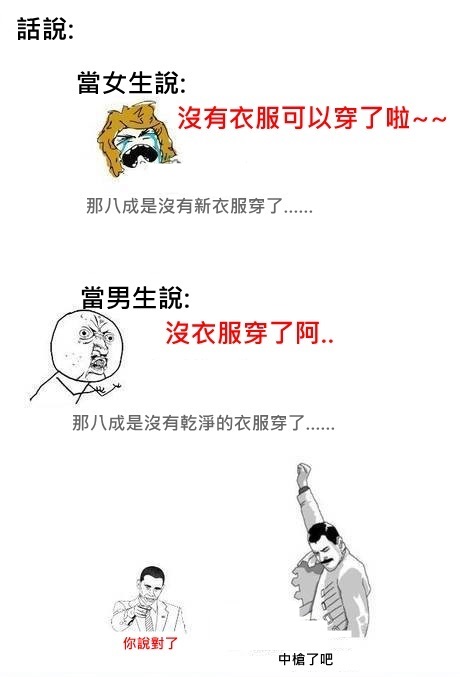 話說:
當女生說:
沒有衣服可以穿了啦~~
那八成是沒有新衣服穿了......
當男生說:
沒衣服穿了阿..
那八成是沒有乾淨的衣服穿了......
你說對了
中槍了吧